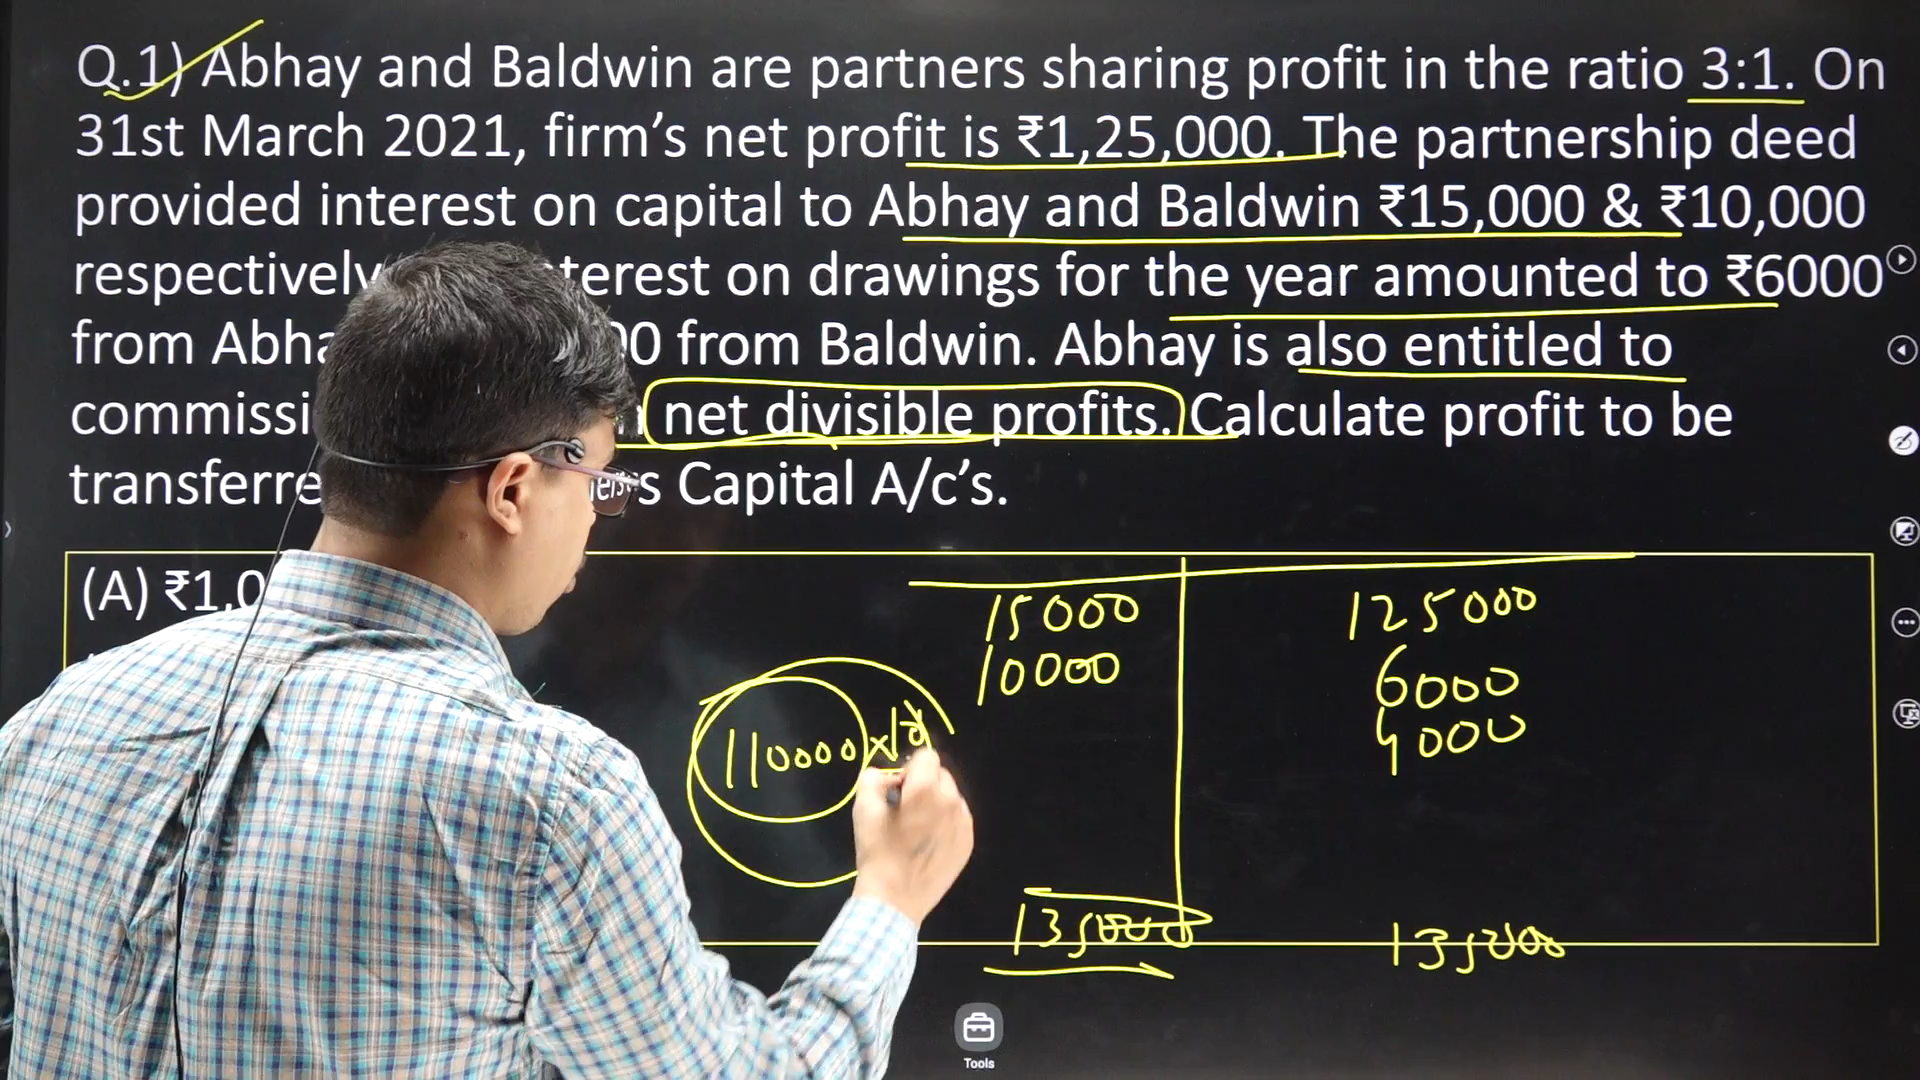 Q.1) Abhay and Baldwin are partners sharing profit in the ratio 3:1. On
31st March 2021, firm's net profit is ₹1,25,000. The partnership deed
provided interest on capital to Abhay and Baldwin ₹15,000 & ₹10,000
respectively terest on drawings for the year amounted to ₹6000
from Abha 00 from Baldwin. Abhay is also entitled to
commissi net divisible profits. Calculate profit to be
transferre s Capital A/c's.
(A) ₹1,0
15000 125000
10000 6000
110000 × 10 4000
135000 135000
Tools